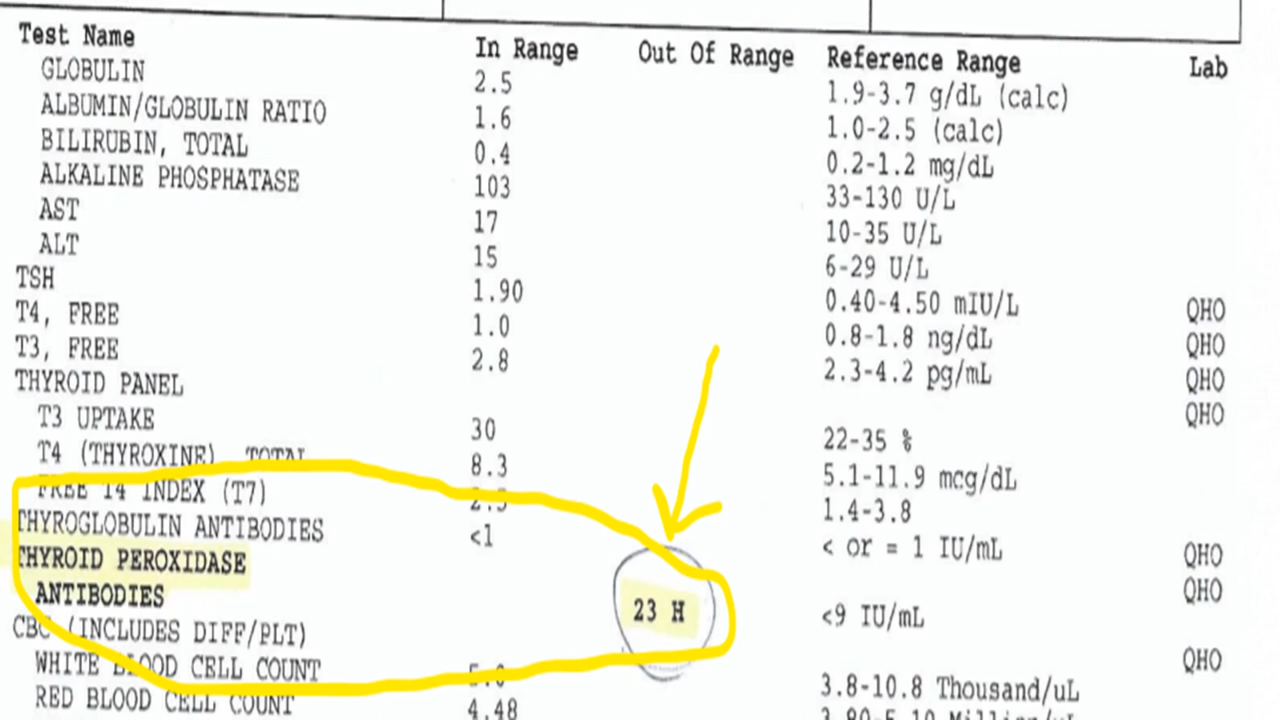 Test Name In Range Out Of Range Reference Range Lab
GLOBULIN 2.5 1.9-3.7 g/dL (calc)
ALBUMIN/GLOBULIN RATIO 1.6 1.0-2.5 (calc)
BILIRUBIN, TOTAL 0.4 0.2-1.2 mg/dL
ALKALINE PHOSPHATASE 103 33-130 U/L
AST 17 10-35 U/L
ALT 15 6-29 U/L
TSH 1.90 0.40-4.50 mIU/L QHO
T4, FREE 1.0 0.8-1.8 ng/dL QHO
T3, FREE 2.8 2.3-4.2 pg/mL QHO
THYROID PANEL QHO
T3 UPTAKE 30 22-35 %
T4 (THYROXINE), TOTAL 8.3 5.1-11.9 mcg/dL
FREE T4 INDEX (T7) 1.4-3.8
THYROGLOBULIN ANTIBODIES <1 < or = 1 IU/mL QHO
THYROID PEROXIDASE QHO
ANTIBODIES 23 H <9 IU/mL
CBC (INCLUDES DIFF/PLT) QHO
WHITE BLOOD CELL COUNT 3.8-10.8 Thousand/uL
RED BLOOD CELL COUNT 4.48